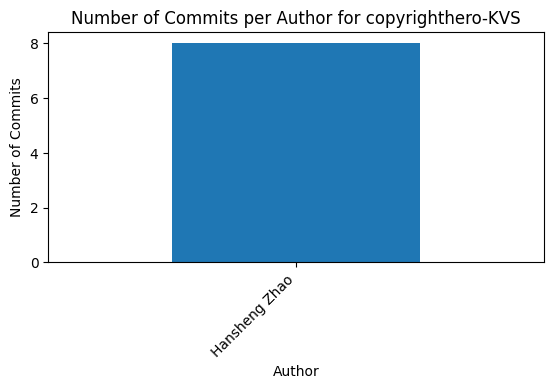 Number of Commits per Author for copyrighthero-KVS
8
6
4
2
0
Number of Commits
Hansheng Zhao
Author